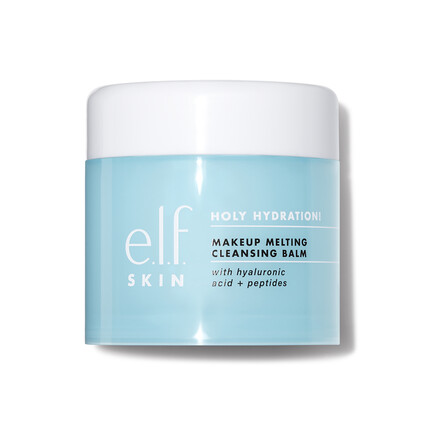 e.l.f.
SKIN
HOLY HYDRATION!
MAKEUP MELTING
CLEANSING BALM
with hyaluronic
acid + peptides